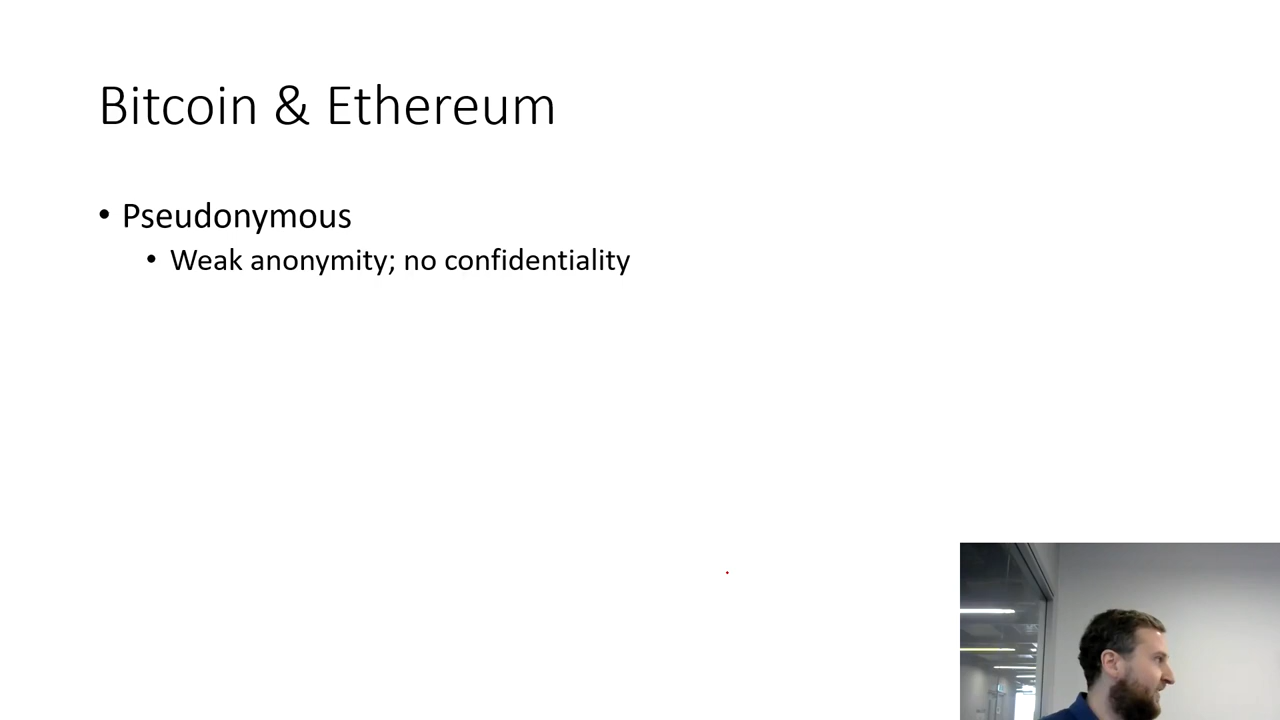 Bitcoin & Ethereum
• Pseudonymous
• Weak anonymity; no confidentiality